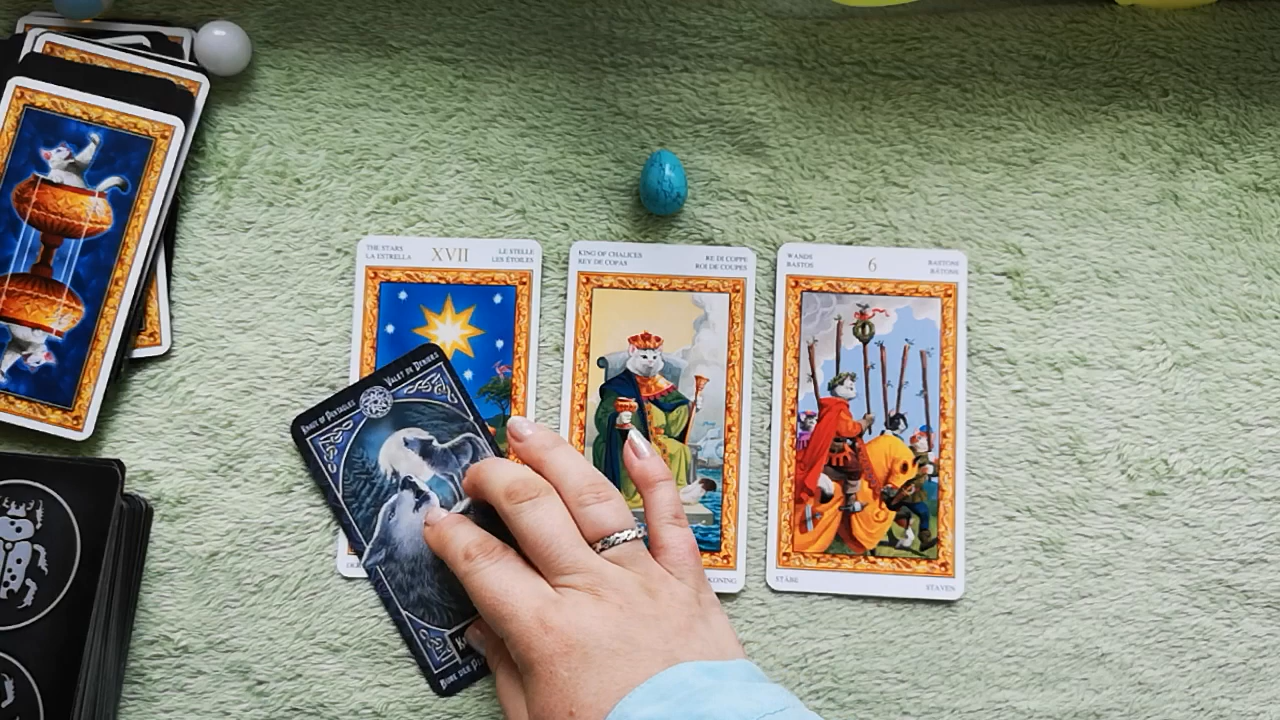 THE STARS
LA ESTRELLA
XVII
LE STELLE
LES ÉTOILES
KING OF CHALICES
REY DE COPAS
RE DI COPPE
ROI DE COUPES
WANDS
BASTOS
6
BASTONI
BÂTONS
VALET DE DENIERS
KNAVE OF PENTACLES
KONING
STÄBE
STAVEN